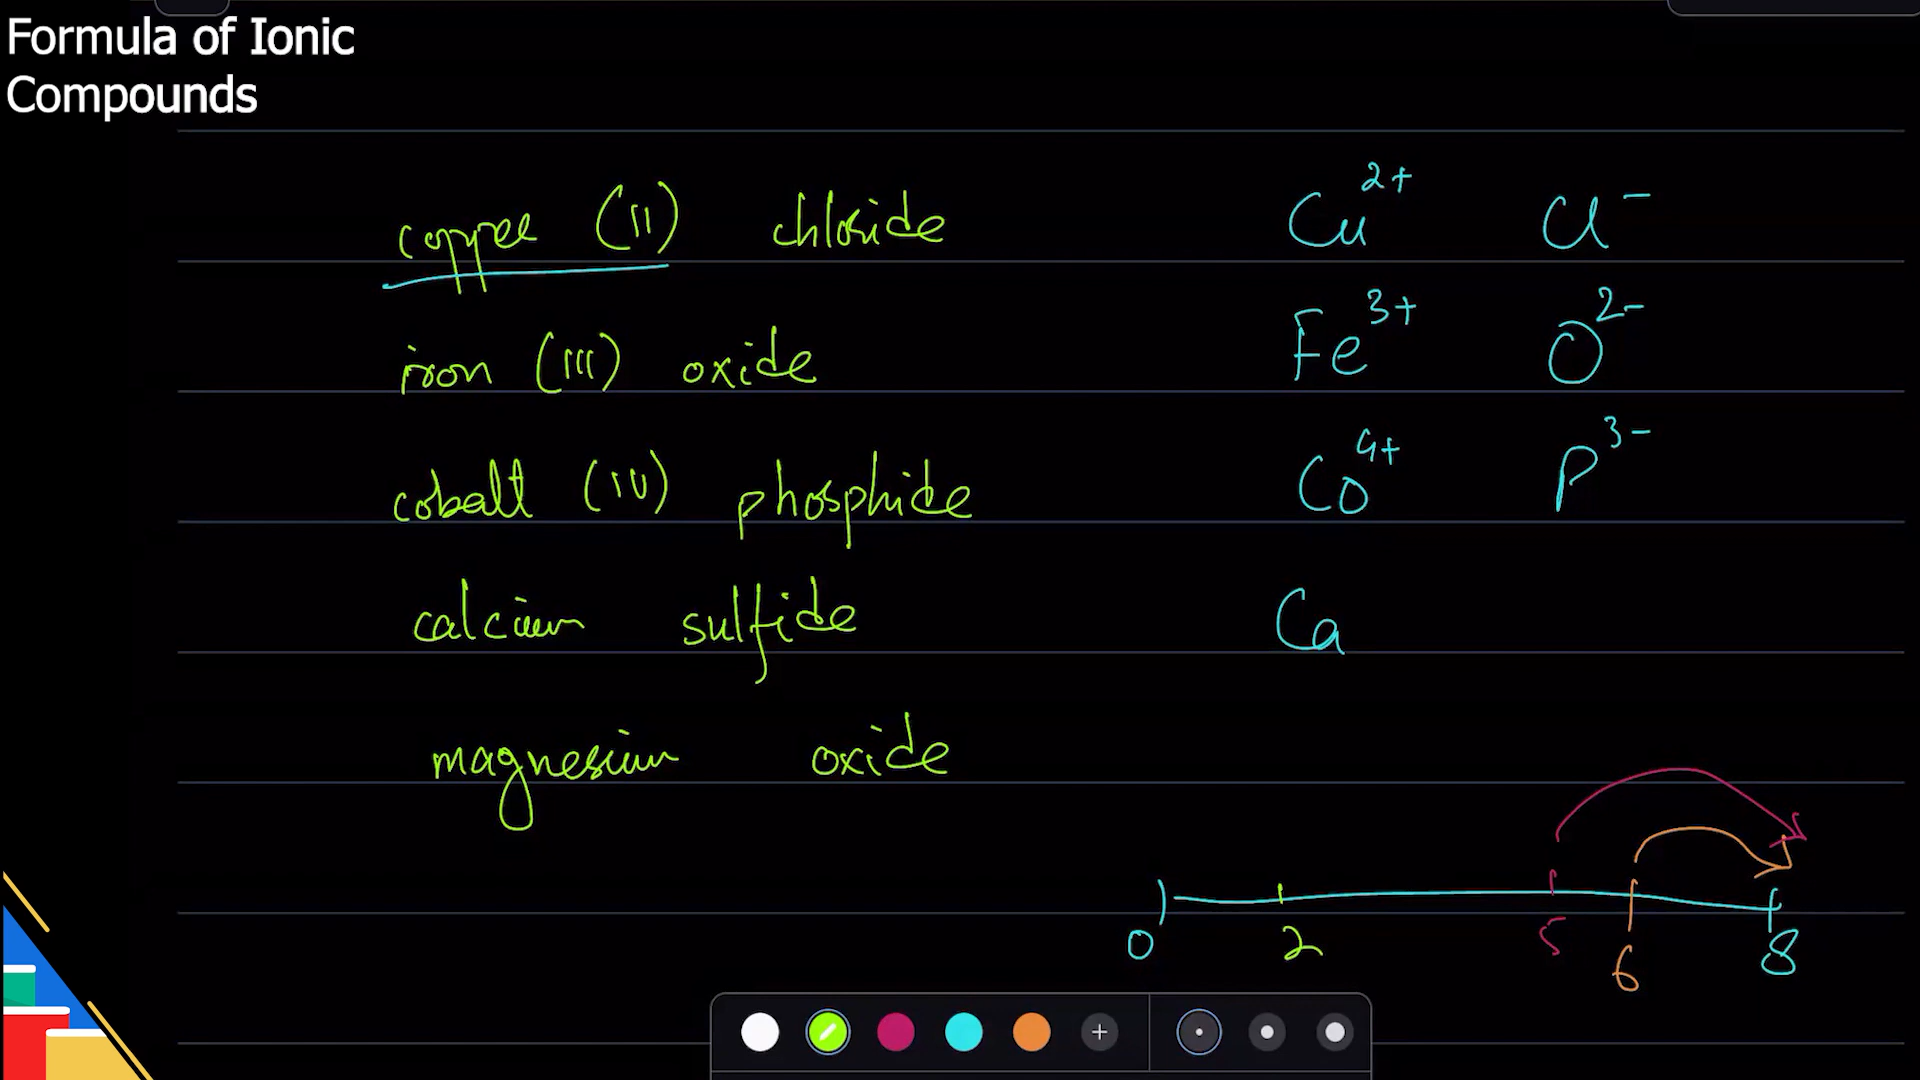 Formula of Ionic
Compounds
copper (II) chloride Cu²⁺ Cl⁻
iron (III) oxide Fe³⁺ O²⁻
cobalt (IV) phosphide Co⁴⁺ P³⁻
calcium sulfide Ca
magnesium oxide
0 2 5 6 8